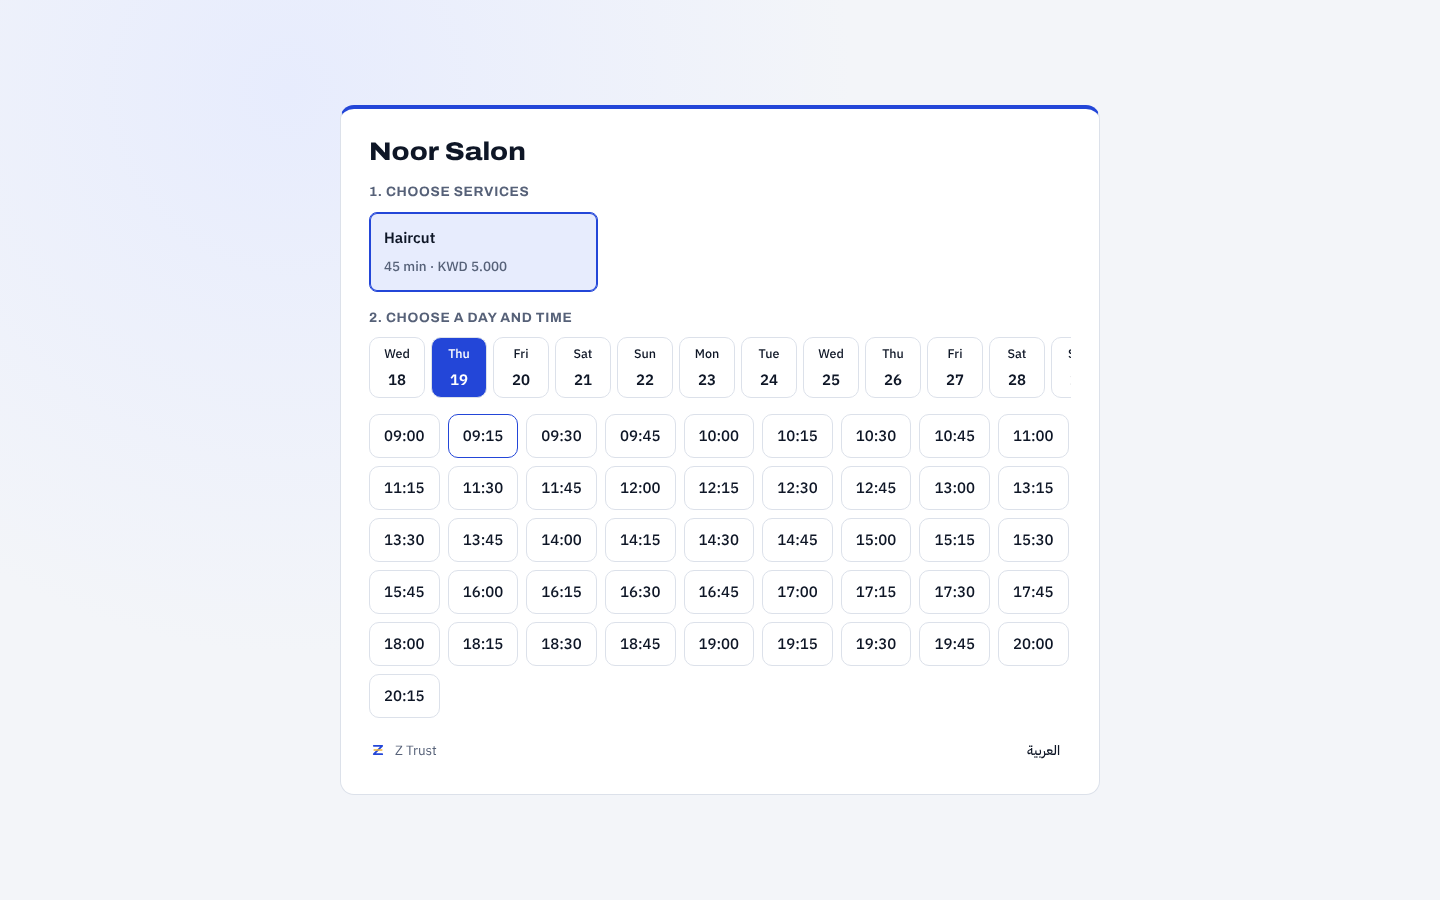 Noor Salon
1. CHOOSE SERVICES
Haircut
45 min · KWD 5.000
2. CHOOSE A DAY AND TIME
Wed Thu Fri Sat Sun Mon Tue Wed Thu Fri Sat
18 19 20 21 22 23 24 25 26 27 28
09:00 09:15 09:30 09:45 10:00 10:15 10:30 10:45 11:00
11:15 11:30 11:45 12:00 12:15 12:30 12:45 13:00 13:15
13:30 13:45 14:00 14:15 14:30 14:45 15:00 15:15 15:30
15:45 16:00 16:15 16:30 16:45 17:00 17:15 17:30 17:45
18:00 18:15 18:30 18:45 19:00 19:15 19:30 19:45 20:00
20:15
Z Trust العربية